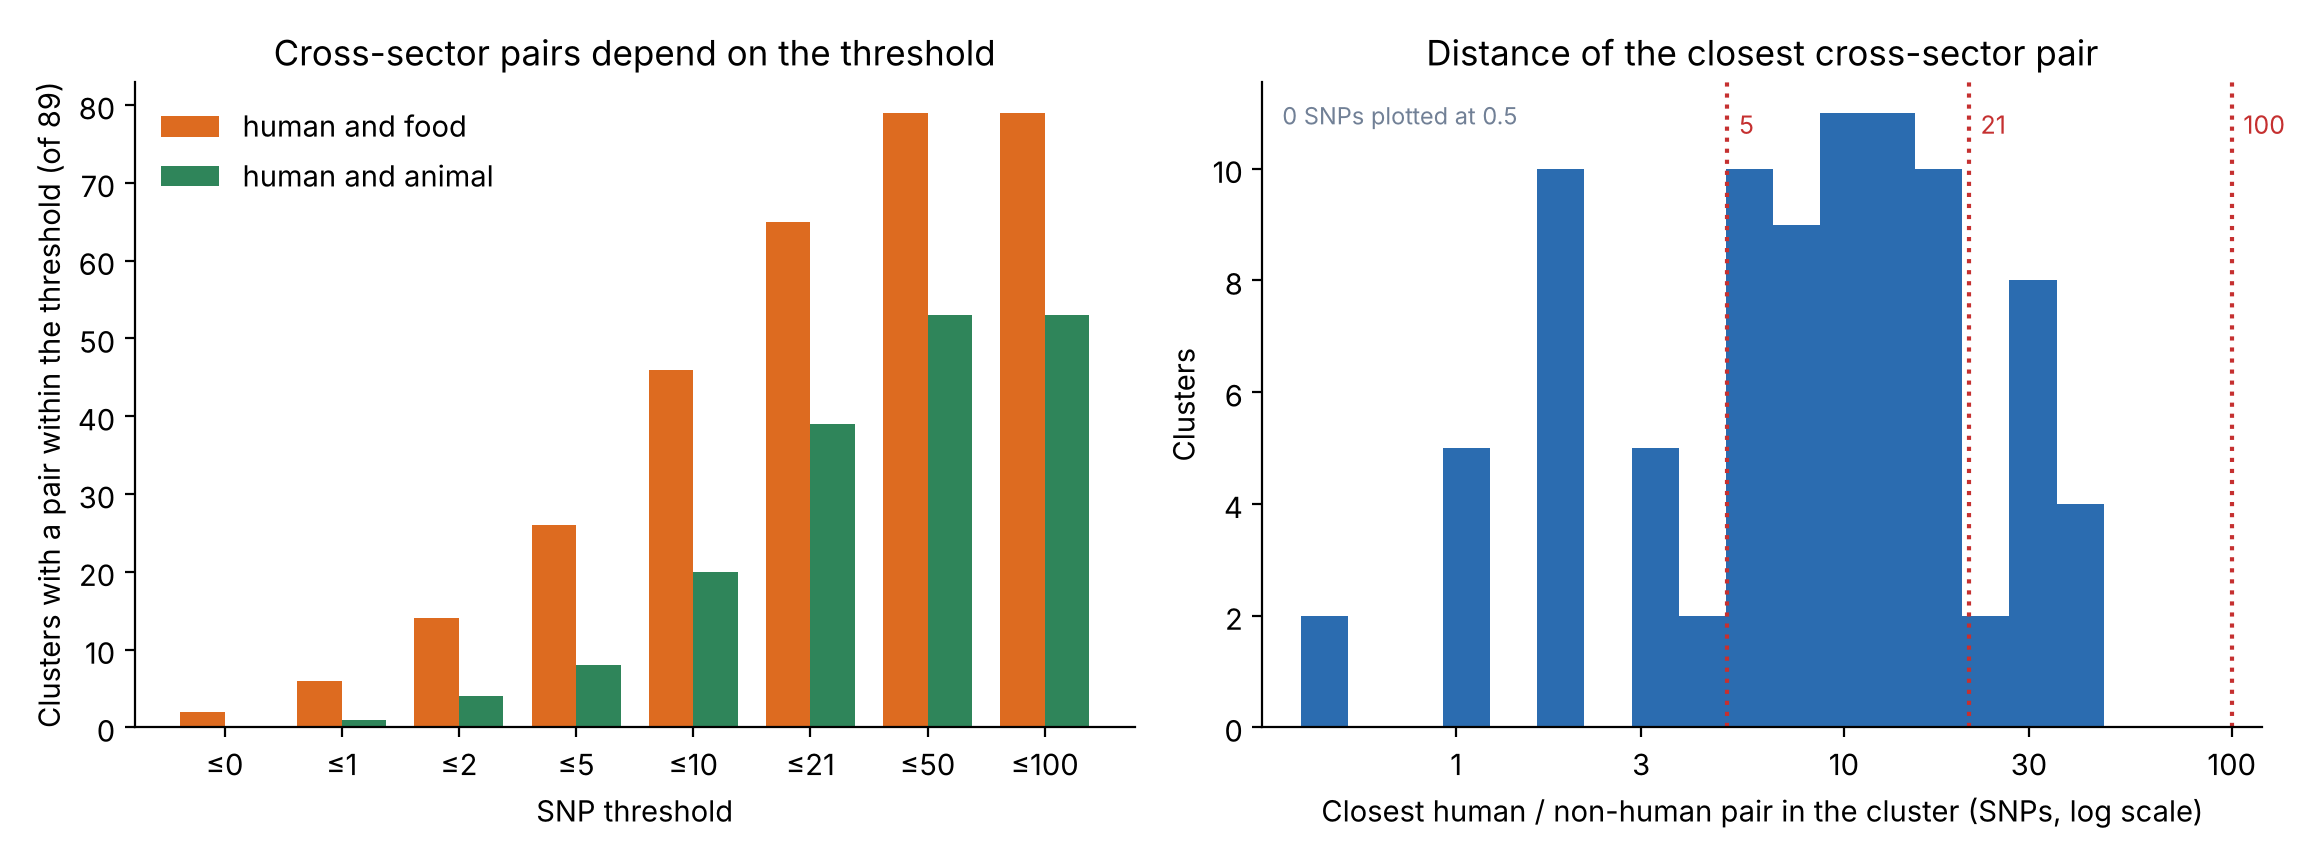 Cross-sector pairs depend on the threshold
Clusters with a pair within the threshold (of 89)
80
70
60
50
40
30
20
10
0
human and food
human and animal
≤0 ≤1 ≤2 ≤5 ≤10 ≤21 ≤50 ≤100
SNP threshold
Distance of the closest cross-sector pair
0 SNPs plotted at 0.5
5
21
100
Clusters
10
8
6
4
2
0
1 3 10 30 100
Closest human / non-human pair in the cluster (SNPs, log scale)